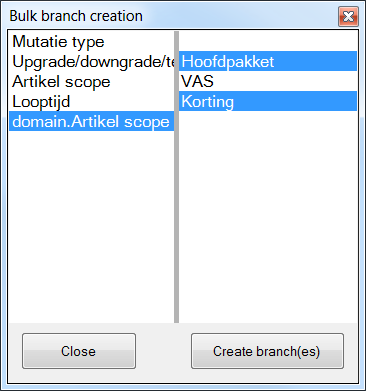 Bulk branch creation
Mutatie type
Upgrade/downgrade/te
Artikel scope
Looptijd
domain.Artikel scope
Hoofdpakket
VAS
Korting
Close
Create branch(es)